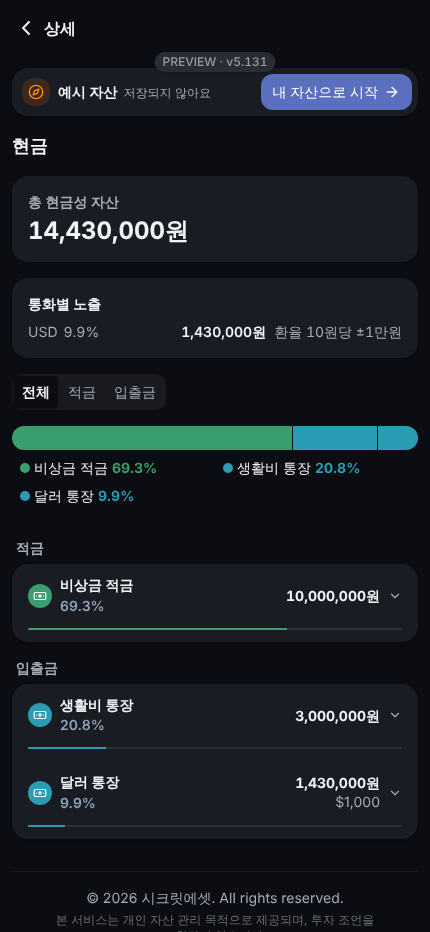 상세
PREVIEW · v5.131
예시 자산 저장되지 않아요
내 자산으로 시작
현금
총 현금성 자산
14,430,000원
통화별 노출
USD 9.9% 1,430,000원 환율 10원당 ±1만원
전체 적금 입출금
비상금 적금 69.3% 생활비 통장 20.8%
달러 통장 9.9%
적금
비상금 적금
69.3%
10,000,000원
입출금
생활비 통장
20.8%
3,000,000원
달러 통장
9.9%
1,430,000원
$1,000
© 2026 시크릿에셋. All rights reserved.
본 서비스는 개인 자산 관리 목적으로 제공되며, 투자 조언을